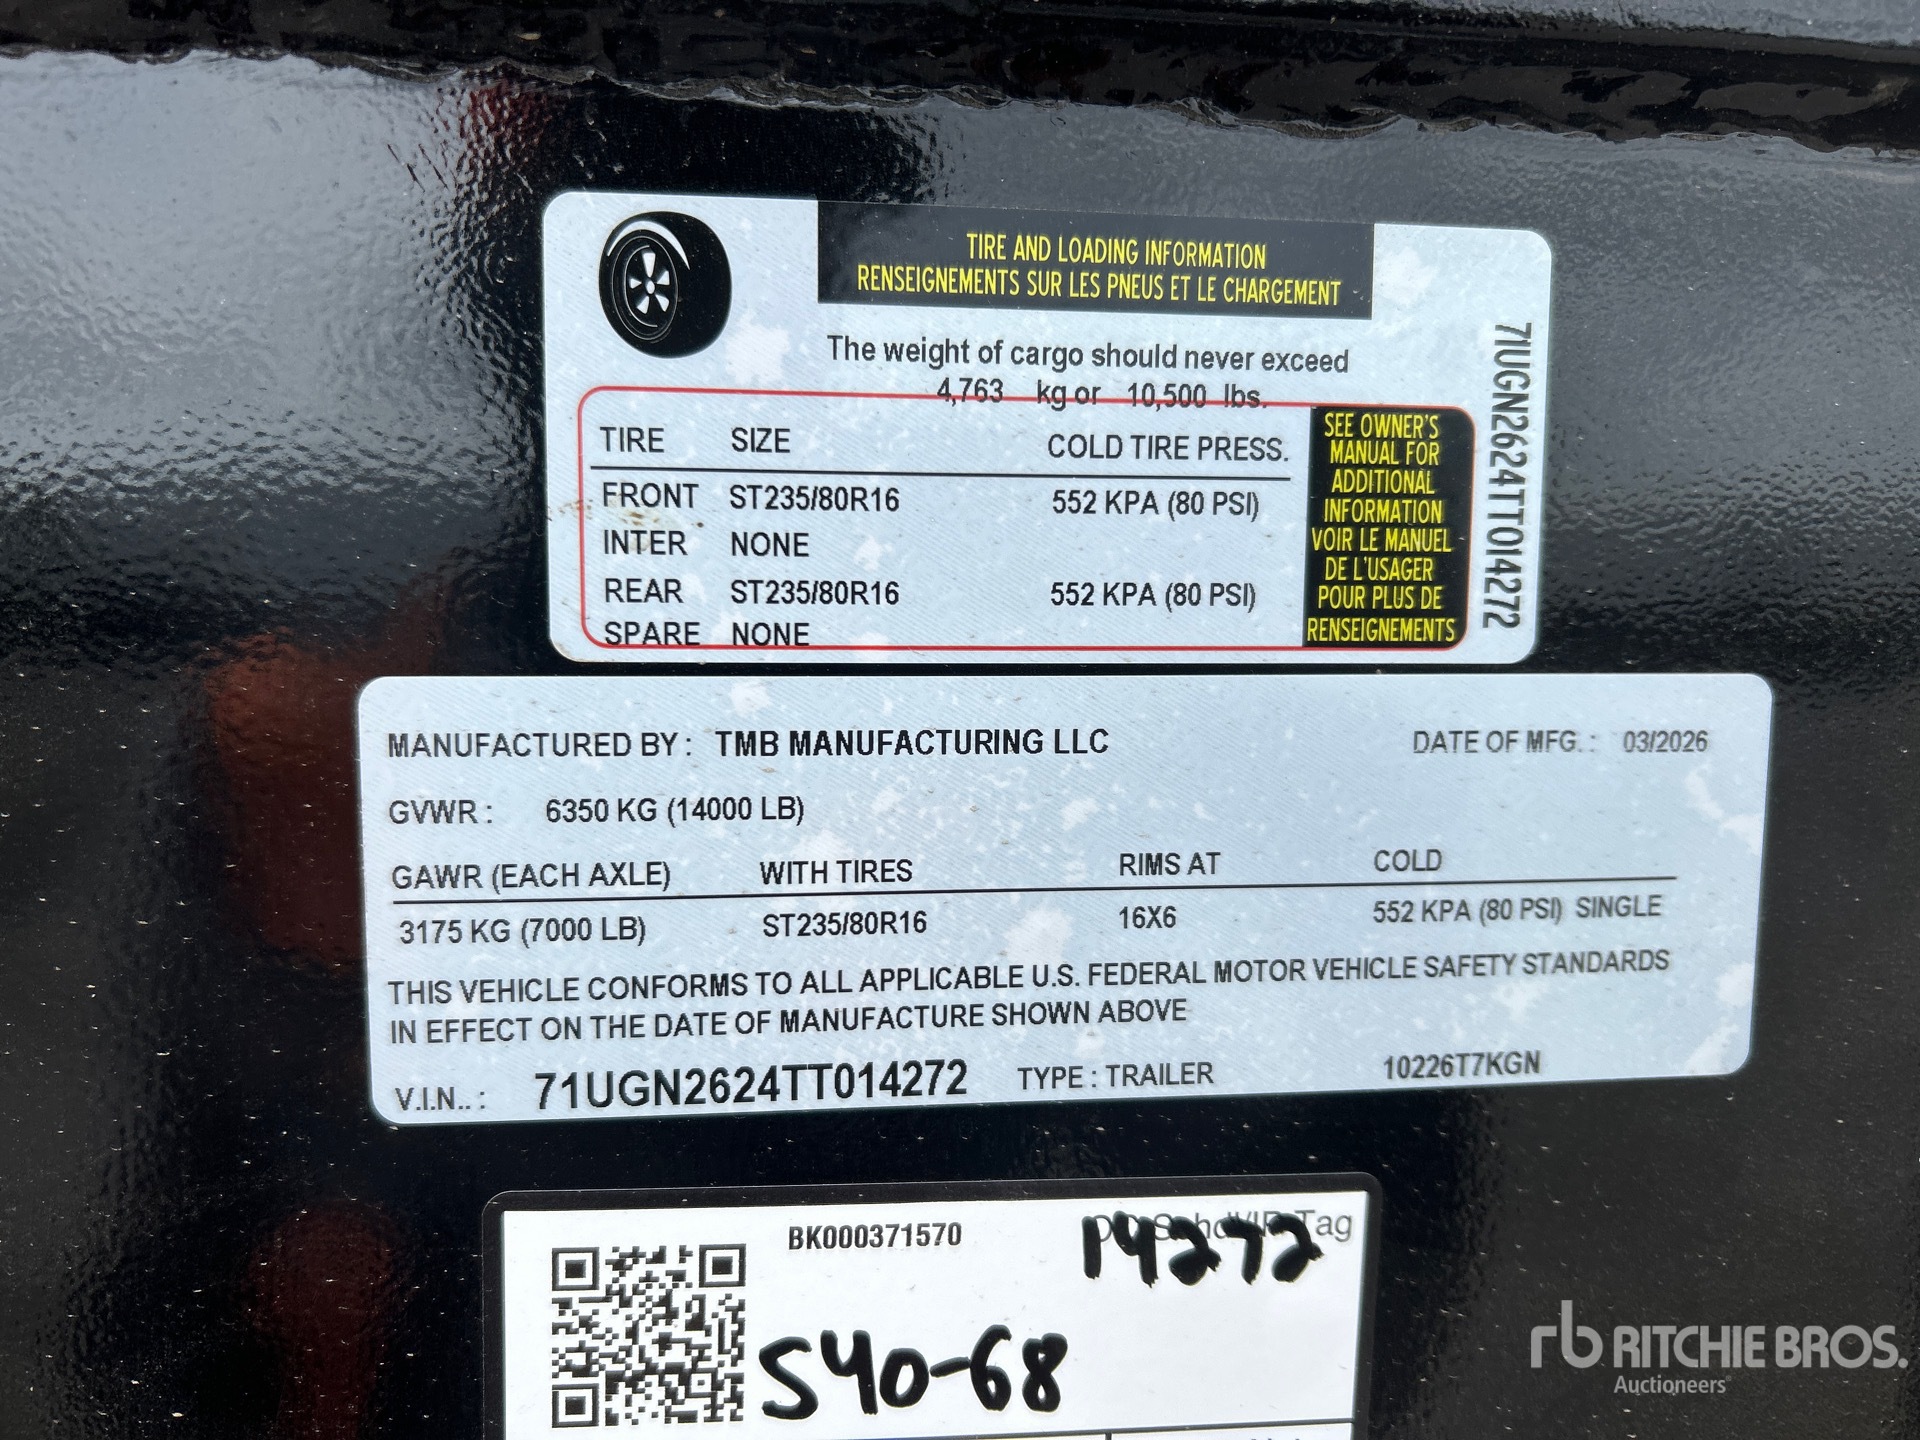 TIRE AND LOADING INFORMATION
RENSEIGNEMENTS SUR LES PNEUS ET LE CHARGEMENT
The weight of cargo should never exceed
4,763 kg or 10,500 lbs.
TIRE SIZE COLD TIRE PRESS.
FRONT ST235/80R16 552 KPA (80 PSI)
INTER NONE
REAR ST235/80R16 552 KPA (80 PSI)
SPARE NONE
SEE OWNER'S
MANUAL FOR
ADDITIONAL
INFORMATION
VOIR LE MANUEL
DE L'USAGER
POUR PLUS DE
RENSEIGNEMENTS
71UGN2624TT014272
MANUFACTURED BY : TMB MANUFACTURING LLC DATE OF MFG. : 03/2026
GVWR : 6350 KG (14000 LB)
GAWR (EACH AXLE) WITH TIRES RIMS AT COLD
3175 KG (7000 LB) ST235/80R16 16X6 552 KPA (80 PSI) SINGLE
THIS VEHICLE CONFORMS TO ALL APPLICABLE U.S. FEDERAL MOTOR VEHICLE SAFETY STANDARDS
IN EFFECT ON THE DATE OF MANUFACTURE SHOWN ABOVE
V.I.N.. : 71UGN2624TT014272 TYPE : TRAILER 10226T7KGN
BK000371570
Tag
14272
S40-68
rb RITCHIE BROS.
Auctioneers